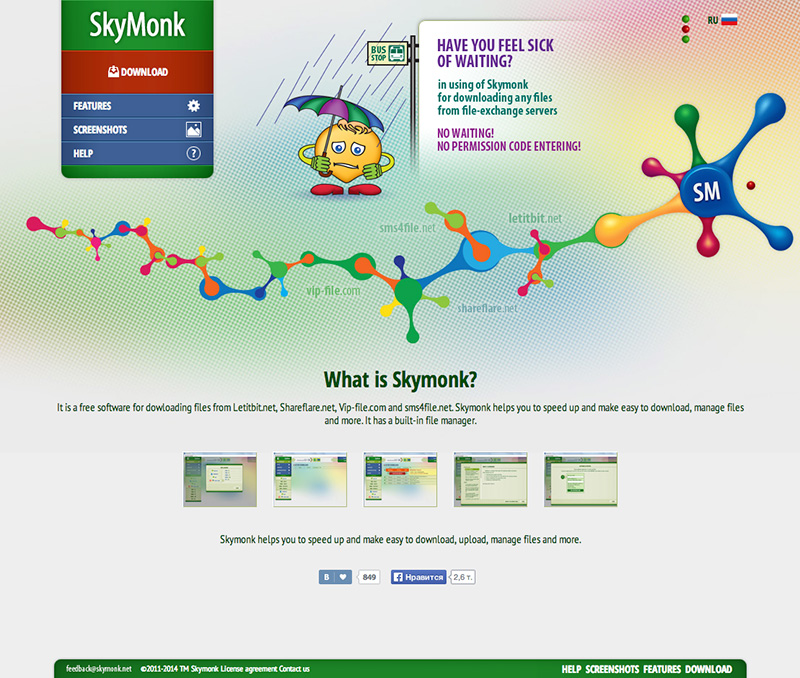 SkyMonk
DOWNLOAD
FEATURES
SCREENSHOTS
HELP
?
BUS
STOP
HAVE YOU FEEL SICK
OF WAITING?
in using of Skymonk
for downloading any files
from file-exchange servers
NO WAITING!
NO PERMISSION CODE ENTERING!
RU
SM
sms4file.net
letitbit.net
vip-file.com
shareflare.net
What is Skymonk?
It is a free software for dowloading files from Letitbit.net, Shareflare.net, Vip-file.com and sms4file.net. Skymonk helps you to speed up and make easy to download, manage files
and more. It has a built-in file manager.
Skymonk helps you to speed up and make easy to download, upload, manage files and more.
B 849 f Нравится 2,6 т.
feedback@skymonk.net ©2011-2014 TM Skymonk License agreement Contact us HELP SCREENSHOTS FEATURES DOWNLOAD